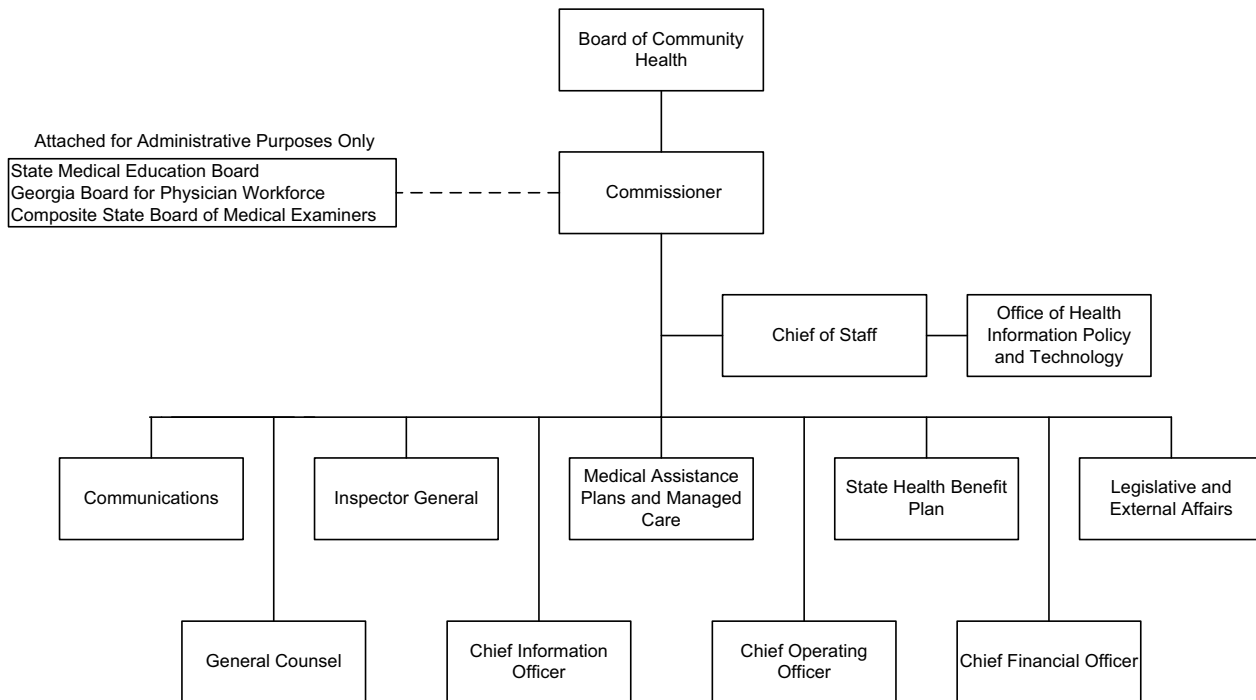 Board of Community
Health
Attached for Administrative Purposes Only
State Medical Education Board
Georgia Board for Physician Workforce
Composite State Board of Medical Examiners
Commissioner
Chief of Staff
Office of Health
Information Policy
and Technology
Communications
Inspector General
Medical Assistance
Plans and Managed
Care
State Health Benefit
Plan
Legislative and
External Affairs
General Counsel
Chief Information
Officer
Chief Operating
Officer
Chief Financial Officer